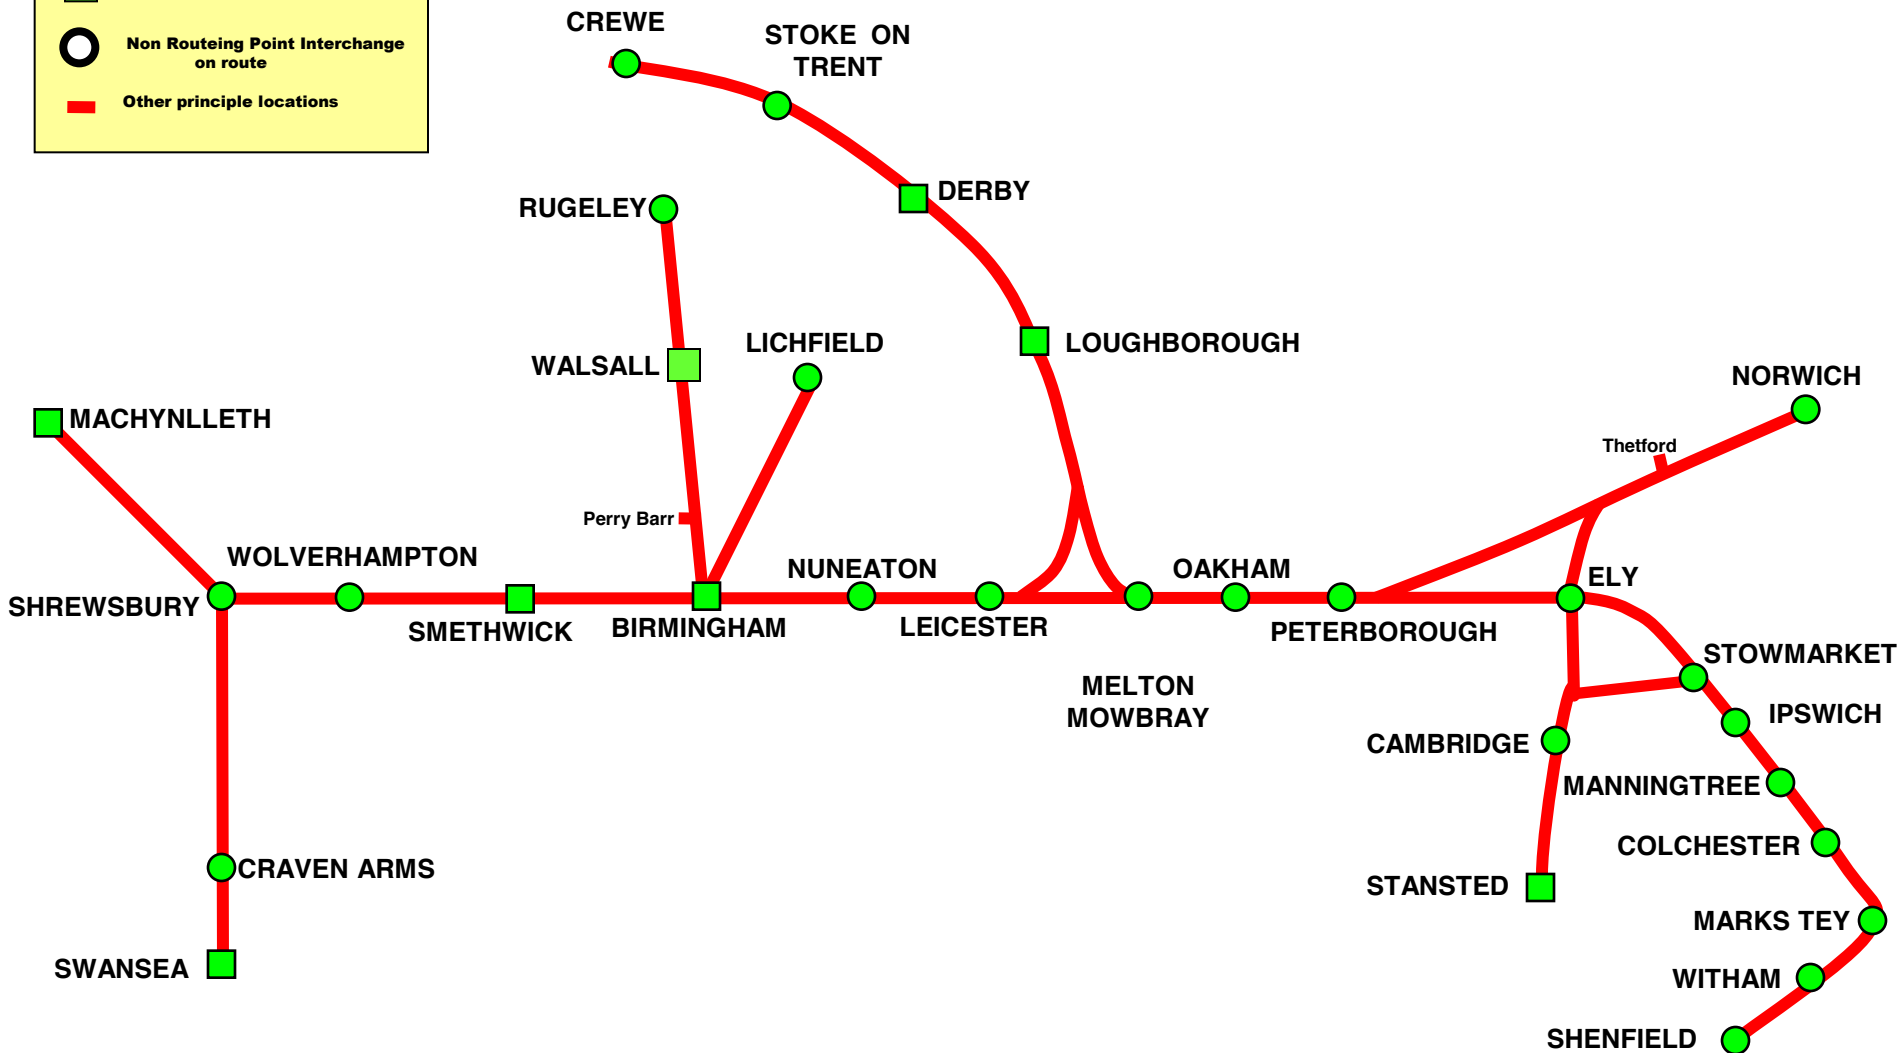 CREWE
STOKE ON
TRENT
Non Routeing Point Interchange
on route
Other principle locations
DERBY
RUGELEY
LOUGHBOROUGH
LICHFIELD
WALSALL
NORWICH
MACHYNLLETH
Thetford
Perry Barr
WOLVERHAMPTON
NUNEATON
OAKHAM
ELY
SHREWSBURY
SMETHWICK
BIRMINGHAM
LEICESTER
PETERBOROUGH
STOWMARKET
MELTON
MOWBRAY
IPSWICH
CAMBRIDGE
MANNINGTREE
COLCHESTER
CRAVEN ARMS
STANSTED
MARKS TEY
SWANSEA
WITHAM
SHENFIELD